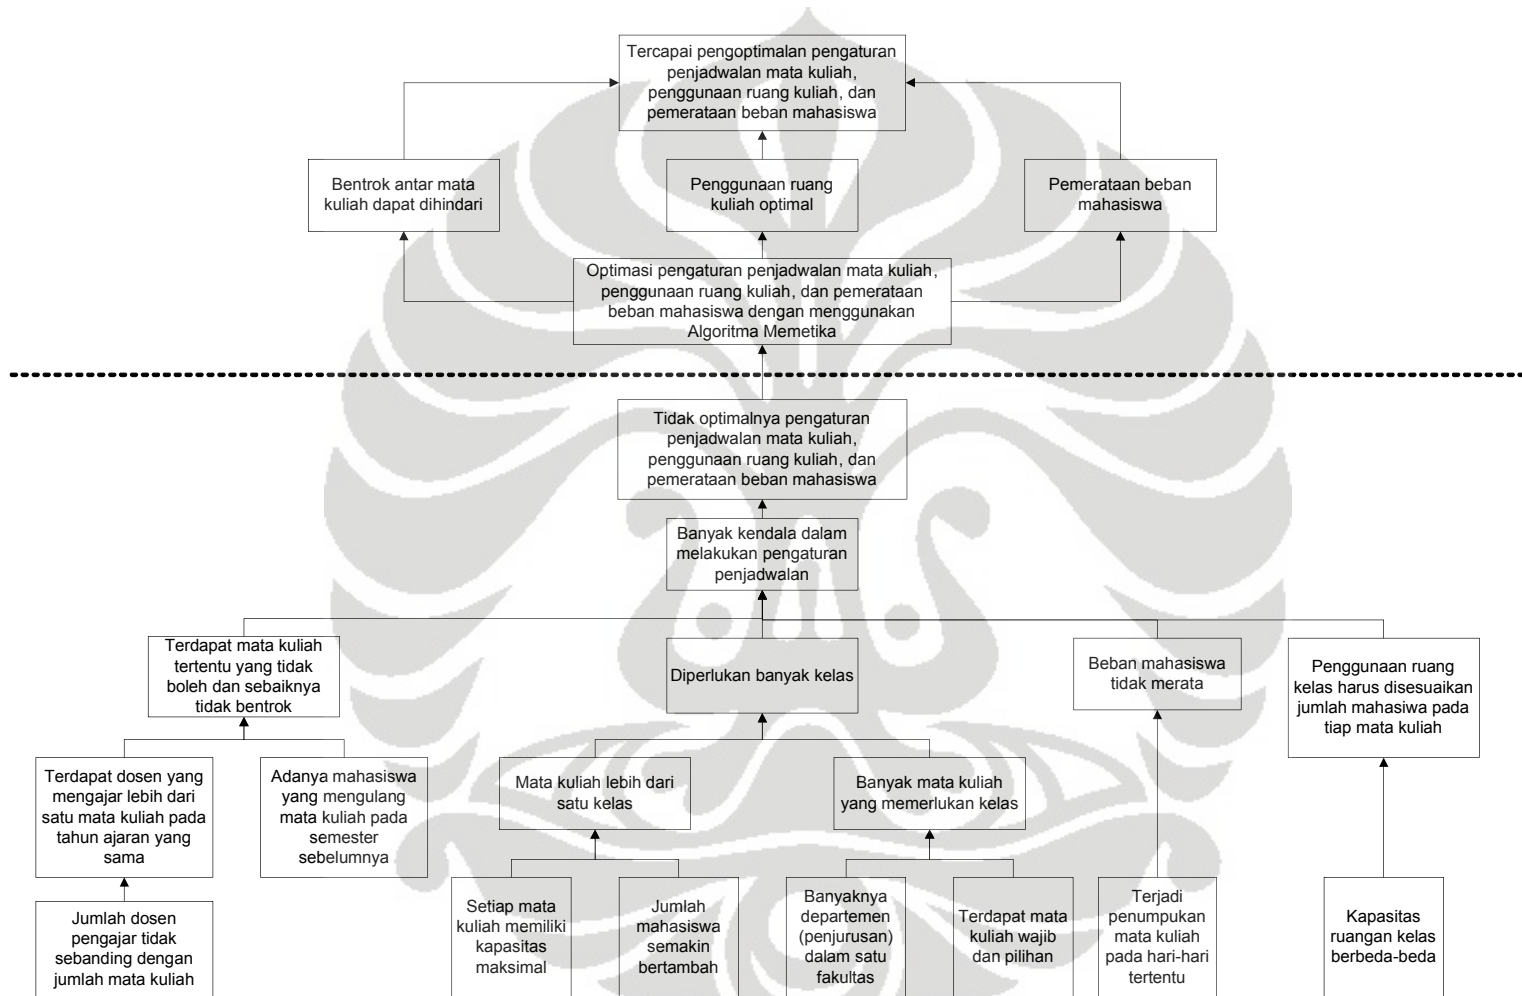 Tercapai pengoptimalan pengaturan
penjadwalan mata kuliah,
penggunaan ruang kuliah, dan
pemerataan beban mahasiswa
Bentrok antar mata
kuliah dapat dihindari
Penggunaan ruang
kuliah optimal
Pemerataan beban
mahasiswa
Optimasi pengaturan penjadwalan mata kuliah,
penggunaan ruang kuliah, dan pemerataan
beban mahasiswa dengan menggunakan
Algoritma Memetika
Tidak optimalnya pengaturan
penjadwalan mata kuliah,
penggunaan ruang kuliah, dan
pemerataan beban mahasiswa
Banyak kendala dalam
melakukan pengaturan
penjadwalan
Terdapat mata kuliah
tertentu yang tidak
boleh dan sebaiknya
tidak bentrok
Diperlukan banyak kelas
Beban mahasiswa
tidak merata
Penggunaan ruang
kelas harus disesuaikan
jumlah mahasiwa pada
tiap mata kuliah
Terdapat dosen yang
mengajar lebih dari
satu mata kuliah pada
tahun ajaran yang
sama
Adanya mahasiswa
yang mengulang
mata kuliah pada
semester
sebelumnya
Mata kuliah lebih dari
satu kelas
Banyak mata kuliah
yang memerlukan kelas
Jumlah dosen
pengajar tidak
sebanding dengan
jumlah mata kuliah
Setiap mata
kuliah memiliki
kapasitas
maksimal
Jumlah
mahasiswa
semakin
bertambah
Banyaknya
departemen
(penjurusan)
dalam satu
fakultas
Terdapat mata
kuliah wajib
dan pilihan
Terjadi
penumpukan
mata kuliah
pada hari-hari
tertentu
Kapasitas
ruangan kelas
berbeda-beda